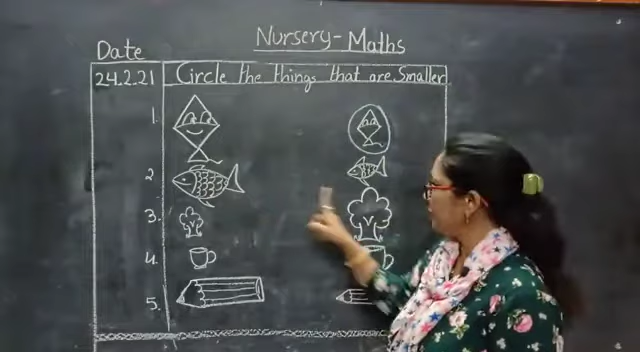 Nursery-Maths
Date
24.2.21 Circle the things that are Smaller
1.
2
3.
4.
5.